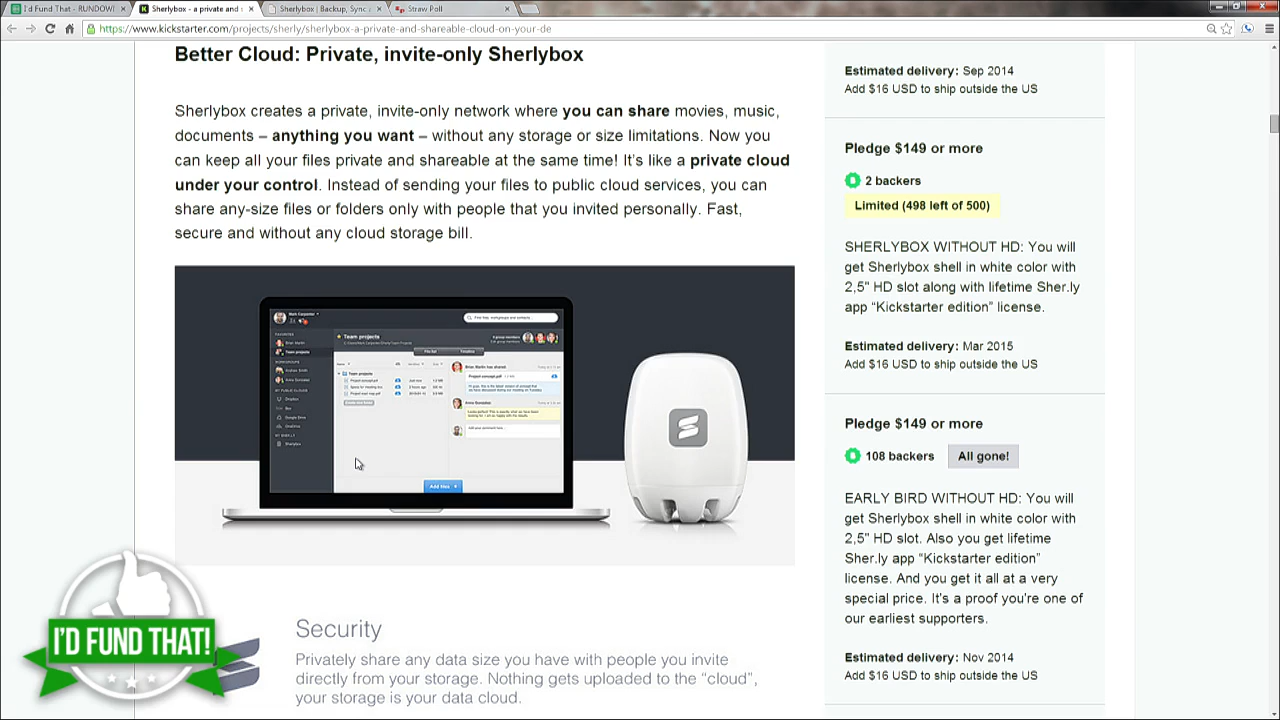 I'd Fund That - RUNDOW
Sherlybox - a private and
Sherlybox | Backup, Sync
Straw Poll
https://www.kickstarter.com/projects/sherly/sherlybox-a-private-and-shareable-cloud-on-your-de
Better Cloud: Private, invite-only Sherlybox
Sherlybox creates a private, invite-only network where you can share movies, music,
documents – anything you want – without any storage or size limitations. Now you
can keep all your files private and shareable at the same time! It's like a private cloud
under your control. Instead of sending your files to public cloud services, you can
share any-size files or folders only with people that you invited personally. Fast,
secure and without any cloud storage bill.
Team projects
Add files
Security
Privately share any data size you have with people you invite
directly from your storage. Nothing gets uploaded to the "cloud",
your storage is your data cloud.
I'D FUND THAT!
Estimated delivery: Sep 2014
Add $16 USD to ship outside the US
Pledge $149 or more
2 backers
Limited (498 left of 500)
SHERLYBOX WITHOUT HD: You will
get Sherlybox shell in white color with
2,5" HD slot along with lifetime Sher.ly
app “Kickstarter edition” license.
Estimated delivery: Mar 2015
Add $16 USD to ship outside the US
Pledge $149 or more
108 backers
All gone!
EARLY BIRD WITHOUT HD: You will
get Sherlybox shell in white color with
2,5" HD slot. Also you get lifetime
Sher.ly app “Kickstarter edition”
license. And you get it all at a very
special price. It's a proof you're one of
our earliest supporters.
Estimated delivery: Nov 2014
Add $16 USD to ship outside the US